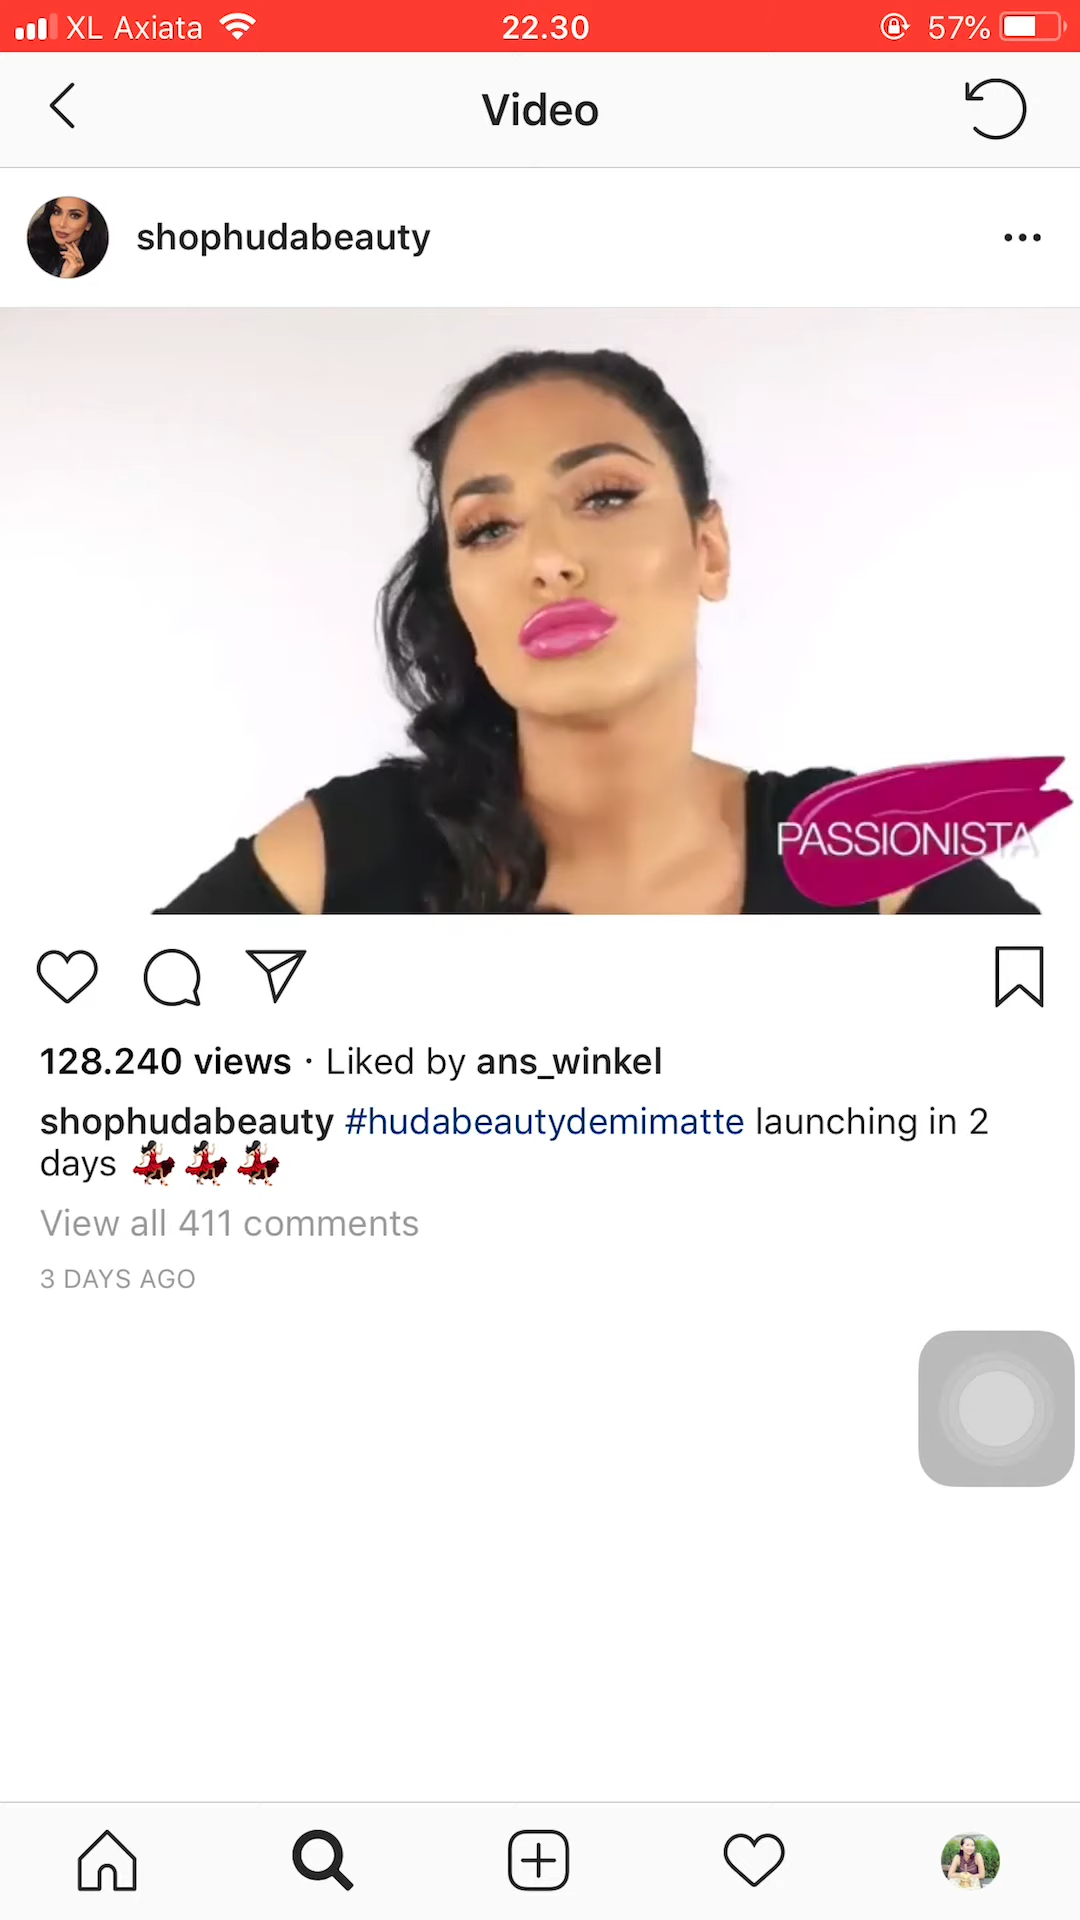 XL Axiata 22.30 57%
Video
shophudabeauty
PASSIONISTA
128.240 views · Liked by ans_winkel
shophudabeauty #hudabeautydemimatte launching in 2
days 💃🏻💃🏻💃🏻
View all 411 comments
3 DAYS AGO